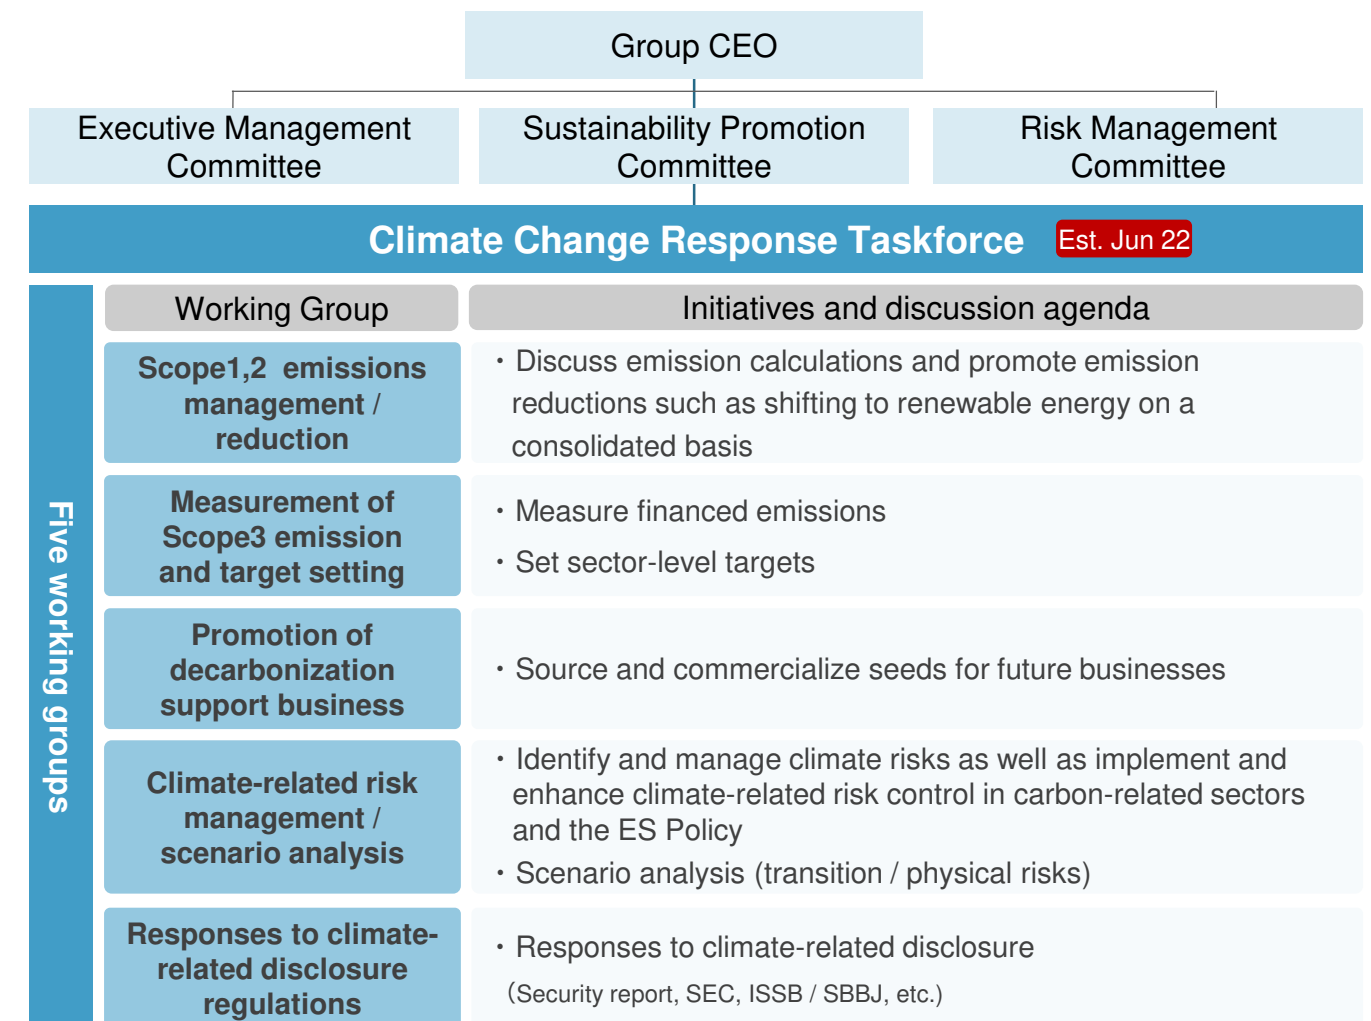 Group CEO
Executive Management
Committee
Sustainability Promotion
Committee
Risk Management
Committee
Climate Change Response Taskforce
Est. Jun 22
Five working groups
Working Group
Initiatives and discussion agenda
Scope1,2 emissions
management /
reduction
・Discuss emission calculations and promote emission
reductions such as shifting to renewable energy on a
consolidated basis
Measurement of
Scope3 emission
and target setting
・Measure financed emissions
・Set sector-level targets
Promotion of
decarbonization
support business
・Source and commercialize seeds for future businesses
Climate-related risk
management /
scenario analysis
・Identify and manage climate risks as well as implement and
enhance climate-related risk control in carbon-related sectors
and the ES Policy
・Scenario analysis (transition / physical risks)
Responses to climate-
related disclosure
regulations
・Responses to climate-related disclosure
（Security report, SEC, ISSB / SBBJ, etc.)